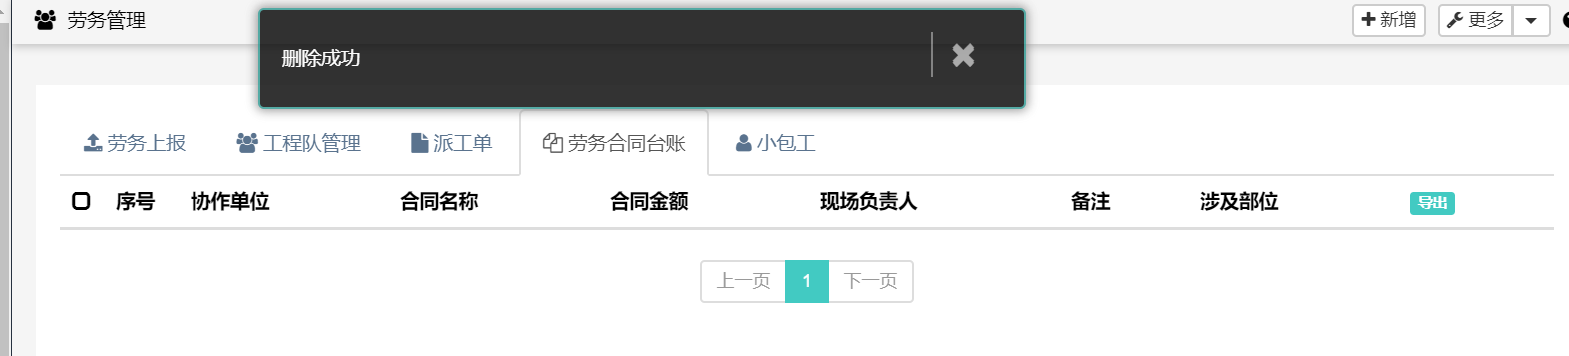 劳务管理
新增 更多
删除成功
劳务上报 工程队管理 派工单 劳务合同台账 小包工
序号 协作单位 合同名称 合同金额 现场负责人 备注 涉及部位 导出
上一页 1 下一页